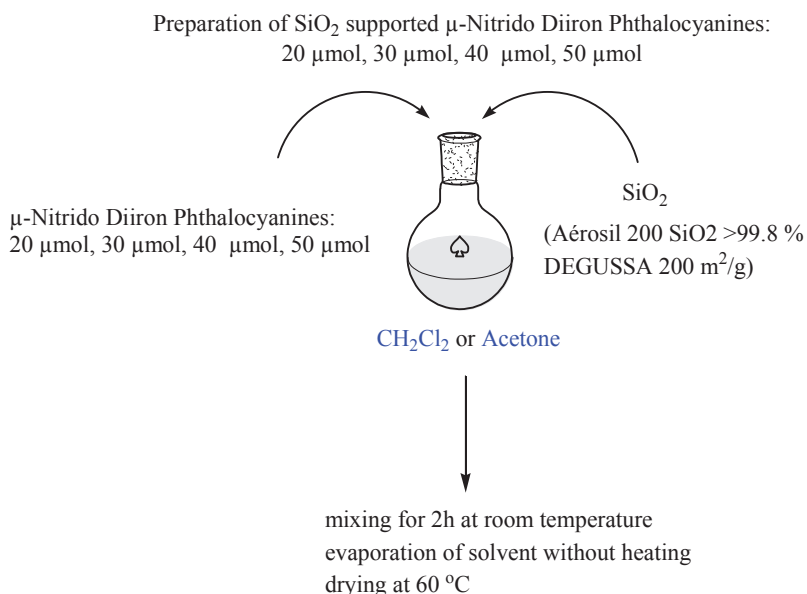 Preparation of SiO₂ supported µ-Nitrido Diiron Phthalocyanines:
20 µmol, 30 µmol, 40 µmol, 50 µmol
µ-Nitrido Diiron Phthalocyanines:
20 µmol, 30 µmol, 40 µmol, 50 µmol
SiO₂
(Aérosil 200 SiO2 >99.8 %
DEGUSSA 200 m²/g)
CH₂Cl₂ or Acetone
mixing for 2h at room temperature
evaporation of solvent without heating
drying at 60 °C